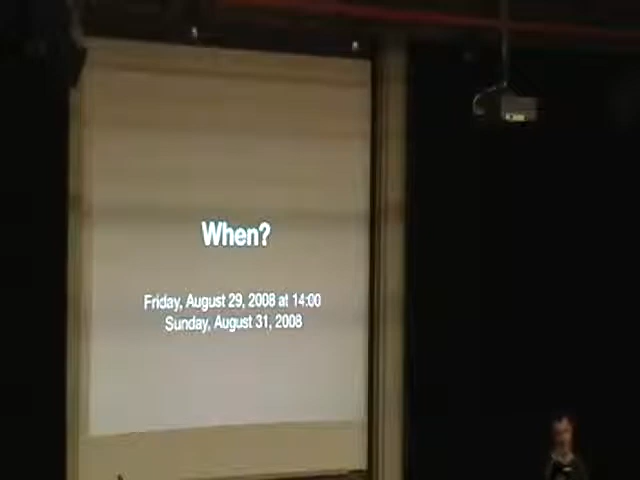 When?
Friday, August 29, 2008 at 14:00
Sunday, August 31, 2008